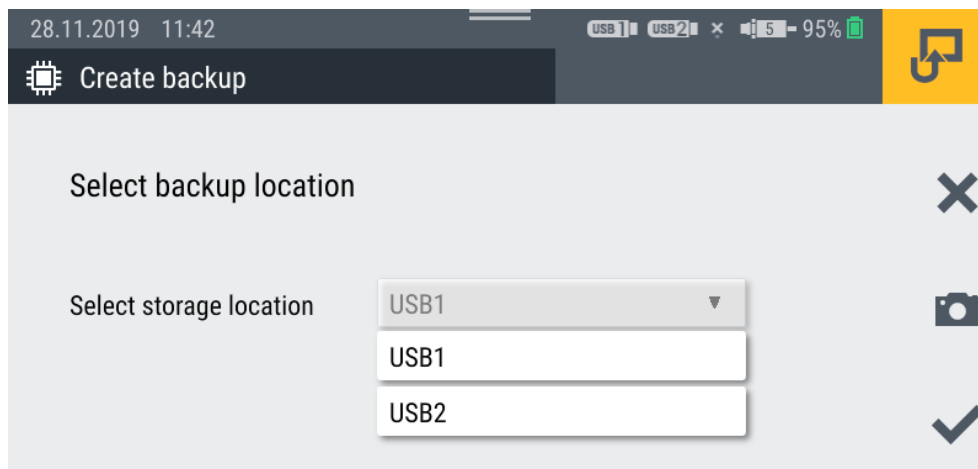 28.11.2019 11:42 USB1 USB2 5 95%
Create backup
Select backup location
Select storage location USB1
USB1
USB2